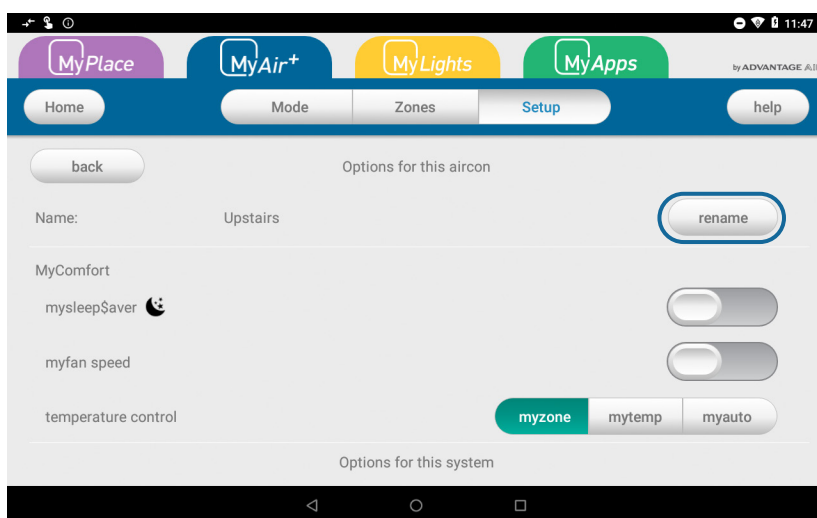 11:47
MyPlace
MyAir+
MyLights
MyApps
by ADVANTAGE AI
Home
Mode
Zones
Setup
help
back
Options for this aircon
Name:
Upstairs
rename
MyComfort
mysleep$aver
myfan speed
temperature control
myzone
mytemp
myauto
Options for this system